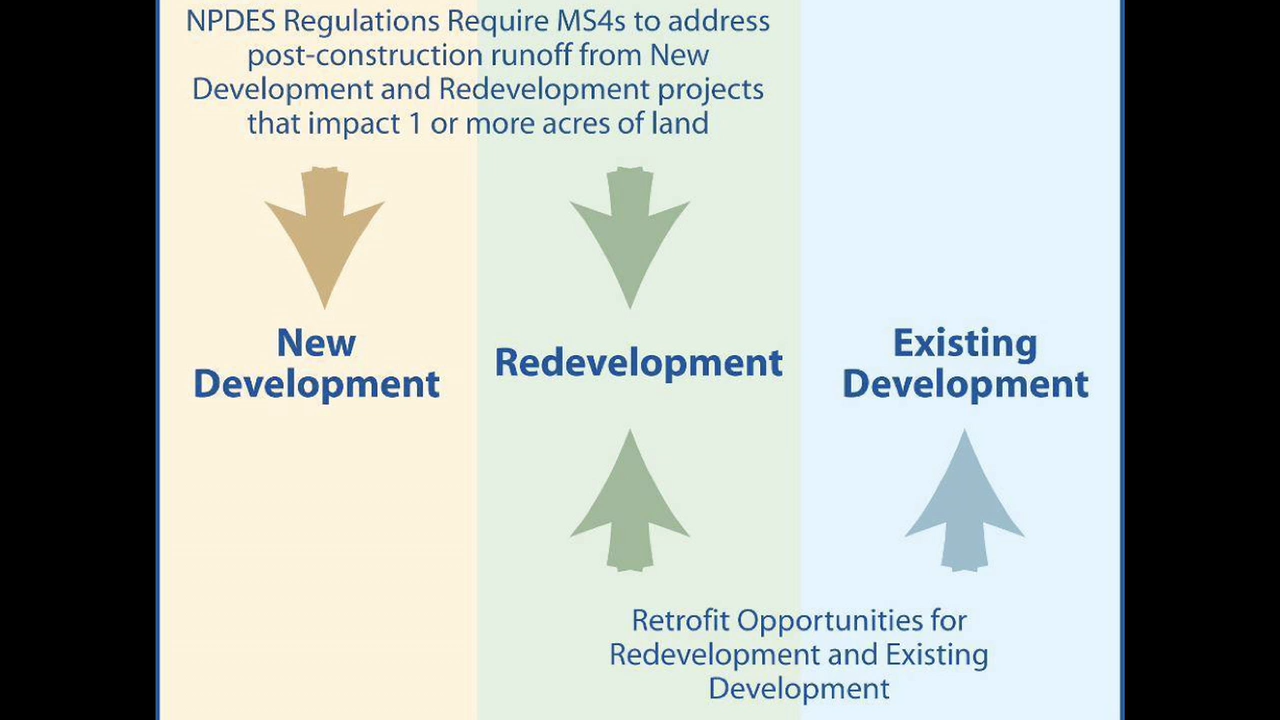 NPDES Regulations Require MS4s to address
post-construction runoff from New
Development and Redevelopment projects
that impact 1 or more acres of land
New
Development
Redevelopment
Existing
Development
Retrofit Opportunities for
Redevelopment and Existing
Development